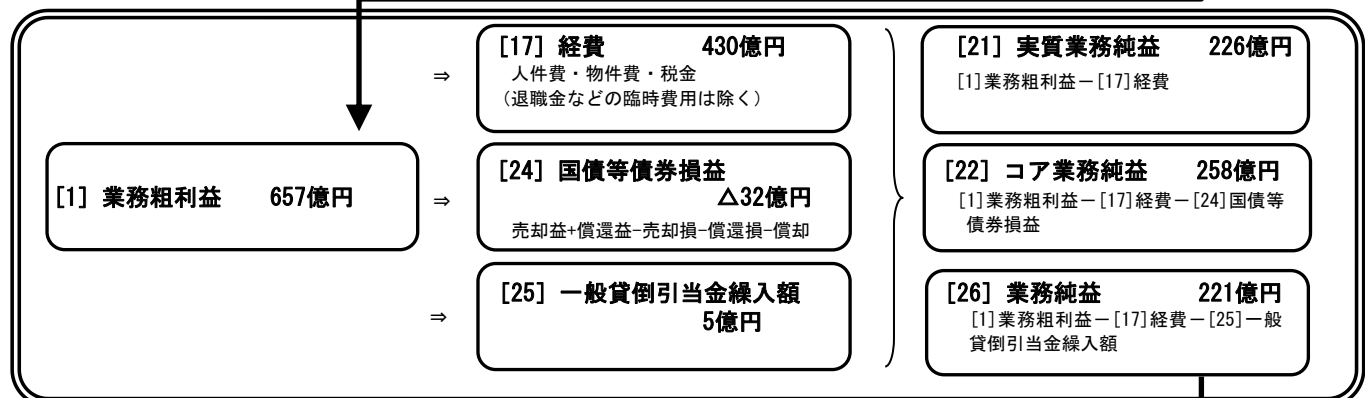 [1] 業務粗利益 657億円
⇒
[17] 経費 430億円
人件費・物件費・税金
(退職金などの臨時費用は除く)
⇒
[24] 国債等債券損益
△32億円
売却益+償還益-売却損-償還損-償却
⇒
[25] 一般貸倒引当金繰入額
5億円
[21] 実質業務純益 226億円
[1]業務粗利益-[17]経費
[22] コア業務純益 258億円
[1]業務粗利益-[17]経費-[24]国債等
債券損益
[26] 業務純益 221億円
[1]業務粗利益-[17]経費-[25]一般
貸倒引当金繰入額